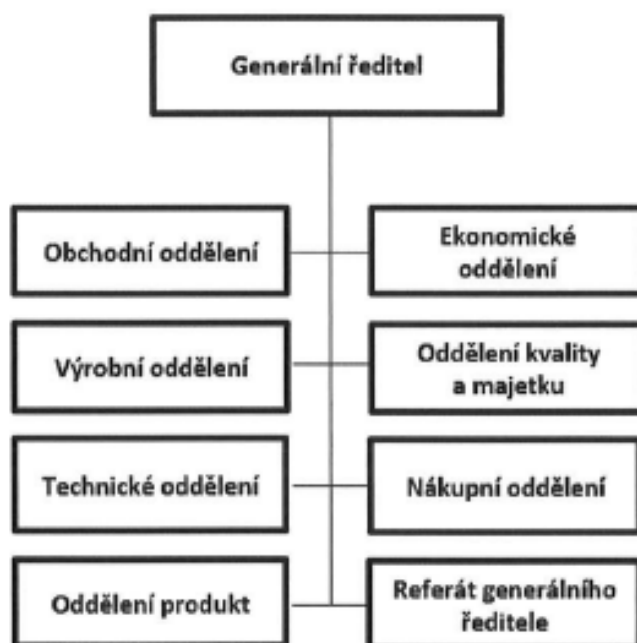 Generální ředitel
Obchodní oddělení
Ekonomické
oddělení
Výrobní oddělení
Oddělení kvality
a majetku
Technické oddělení
Nákupní oddělení
Oddělení produkt
Referát generálního
ředitele